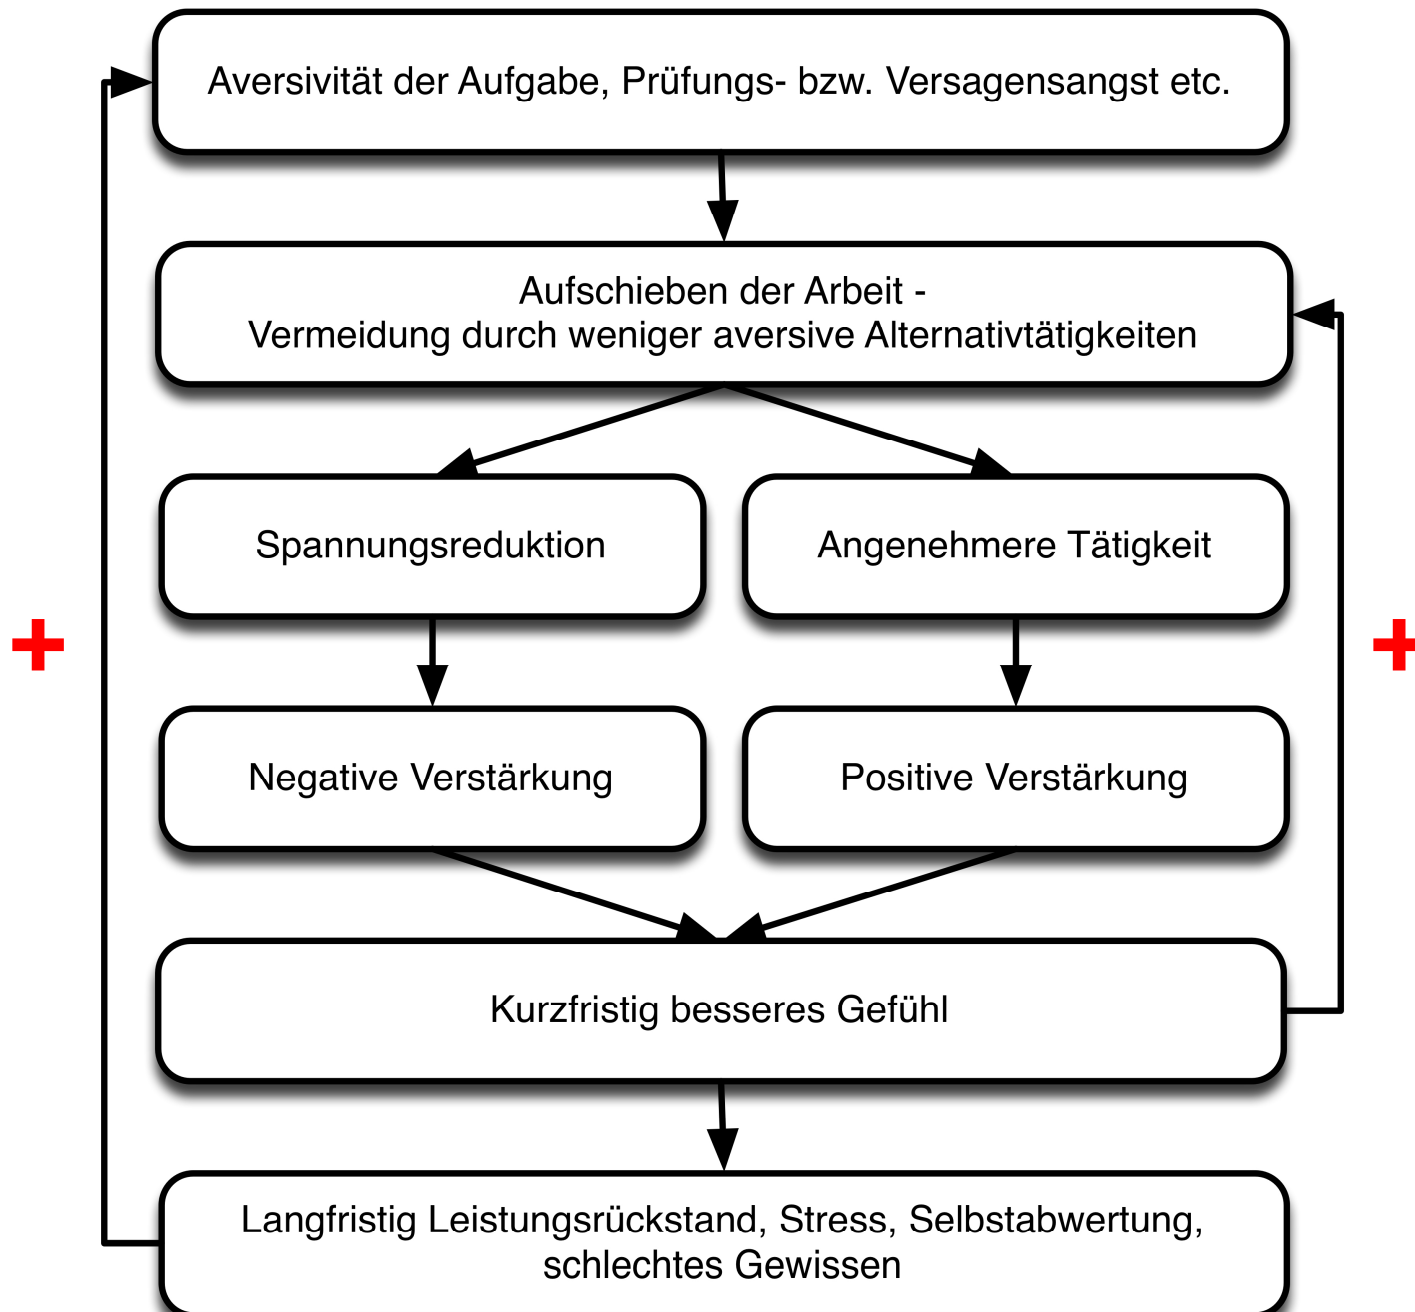 Aversivität der Aufgabe, Prüfungs- bzw. Versagensangst etc.
Aufschieben der Arbeit -
Vermeidung durch weniger aversive Alternativtätigkeiten
Spannungsreduktion
Angenehmere Tätigkeit
Negative Verstärkung
Positive Verstärkung
+
+
Kurzfristig besseres Gefühl
Langfristig Leistungsrückstand, Stress, Selbstabwertung,
schlechtes Gewissen